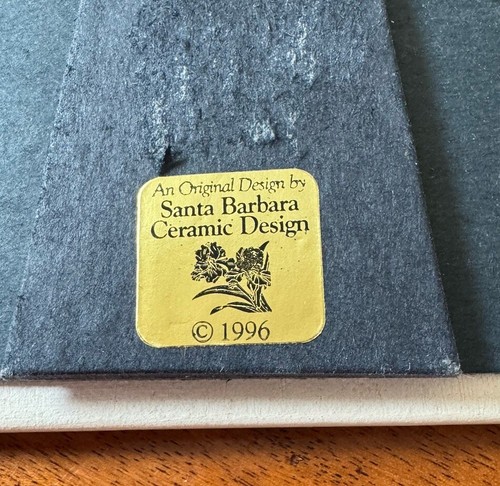 An Original Design by
Santa Barbara
Ceramic Design
© 1996